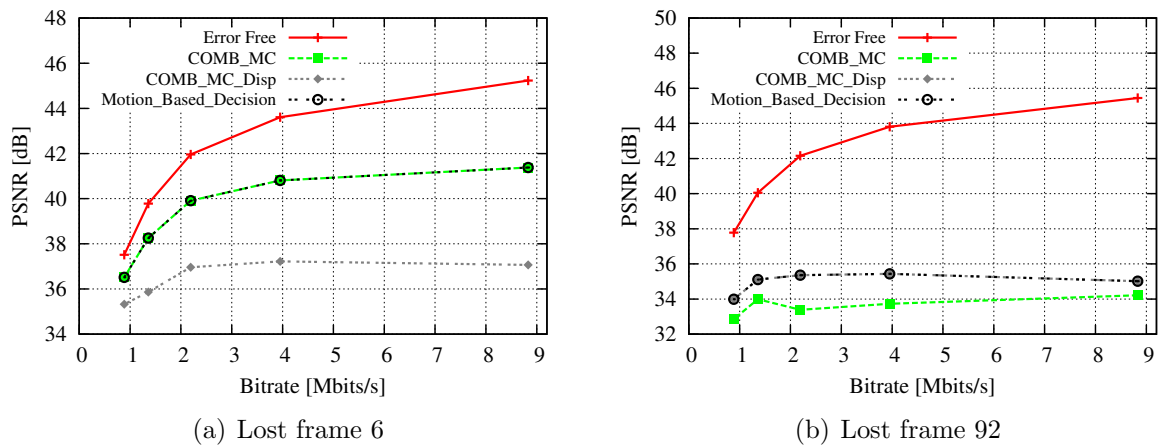 48
46
44
42
40
38
36
34
0 1 2 3 4 5 6 7 8 9
PSNR [dB]
Bitrate [Mbits/s]
Error Free
COMB_MC
COMB_MC_Disp
Motion_Based_Decision
(a) Lost frame 6
50
48
46
44
42
40
38
36
34
32
0 1 2 3 4 5 6 7 8 9
PSNR [dB]
Bitrate [Mbits/s]
Error Free
COMB_MC
COMB_MC_Disp
Motion_Based_Decision
(b) Lost frame 92